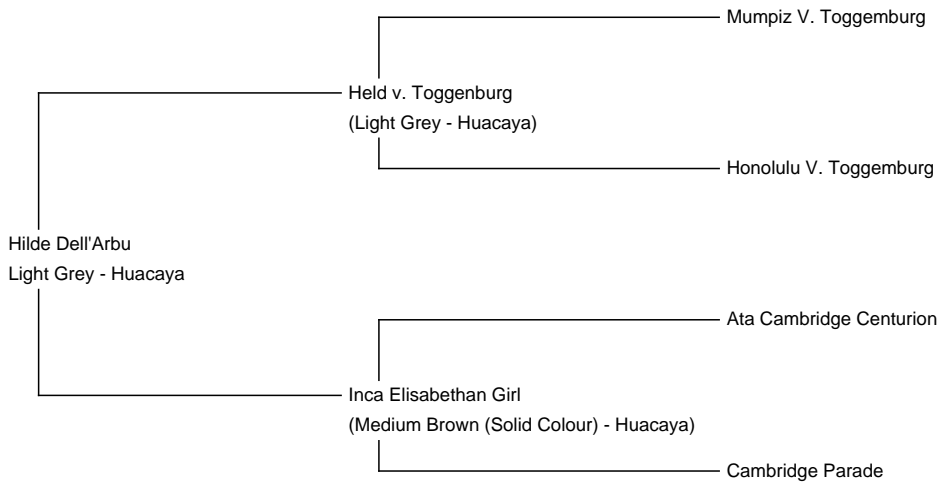 Mumpiz V. Toggemburg
Held v. Toggenburg
(Light Grey - Huacaya)
Honolulu V. Toggemburg
Hilde Dell'Arbu
Light Grey - Huacaya
Ata Cambridge Centurion
Inca Elisabethan Girl
(Medium Brown (Solid Colour) - Huacaya)
Cambridge Parade